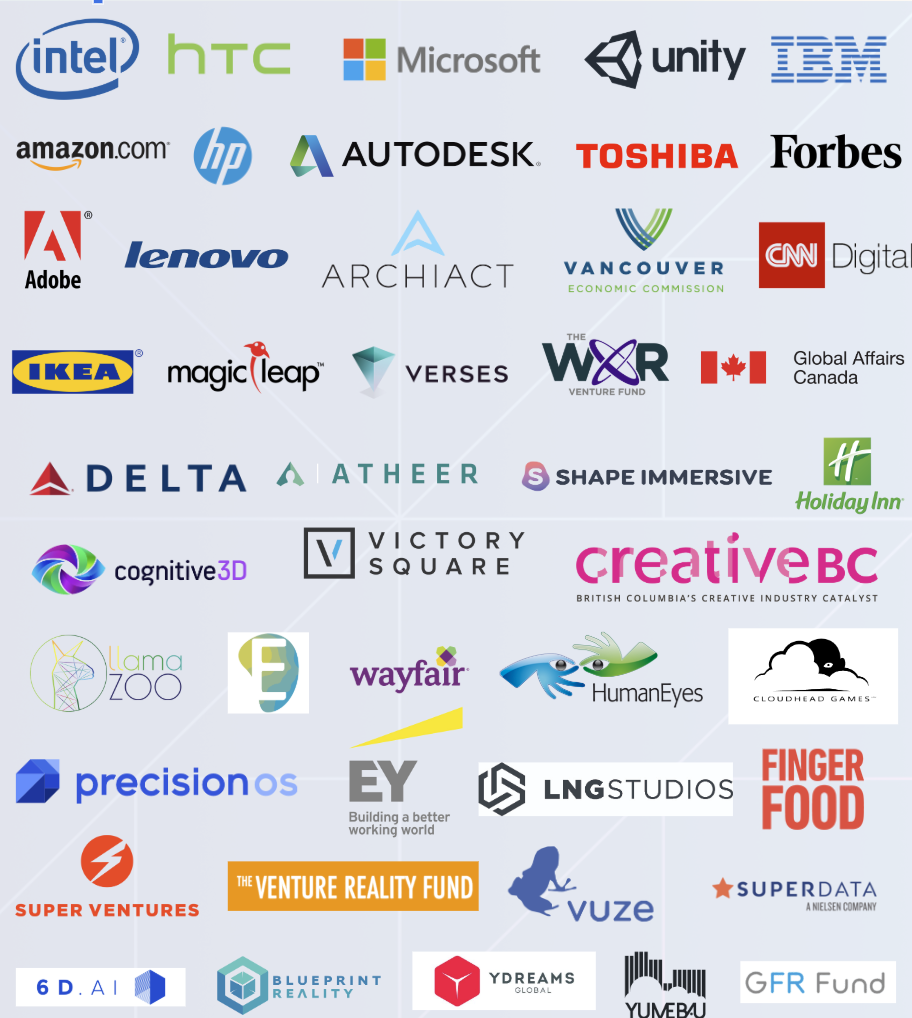 intel®
hTC
Microsoft
unity
IBM
amazon.com®
hp
AUTODESK®
TOSHIBA
Forbes
Adobe®
lenovo
ARCHIACT
VANCOUVER
ECONOMIC COMMISSION
CNN Digital
IKEA®
magic leap™
VERSES
THE
WXR
VENTURE FUND
Global Affairs
Canada
DELTA
ATHEER
S SHAPE IMMERSIVE
H
Holiday Inn
cognitive3D
V VICTORY
SQUARE
creativeBC
BRITISH COLUMBIA'S CREATIVE INDUSTRY CATALYST
llama
ZOO
E
wayfair
HumanEyes
CLOUDHEAD GAMES™
precision os
EY
Building a better
working world
LNGSTUDIOS
FINGER
FOOD
SUPER VENTURES
THE VENTURE REALITY FUND
vuze
SUPERDATA
A NIELSEN COMPANY
6D.AI
BLUEPRINT
REALITY
YDREAMS
GLOBAL
YUMEBAU
GFR Fund